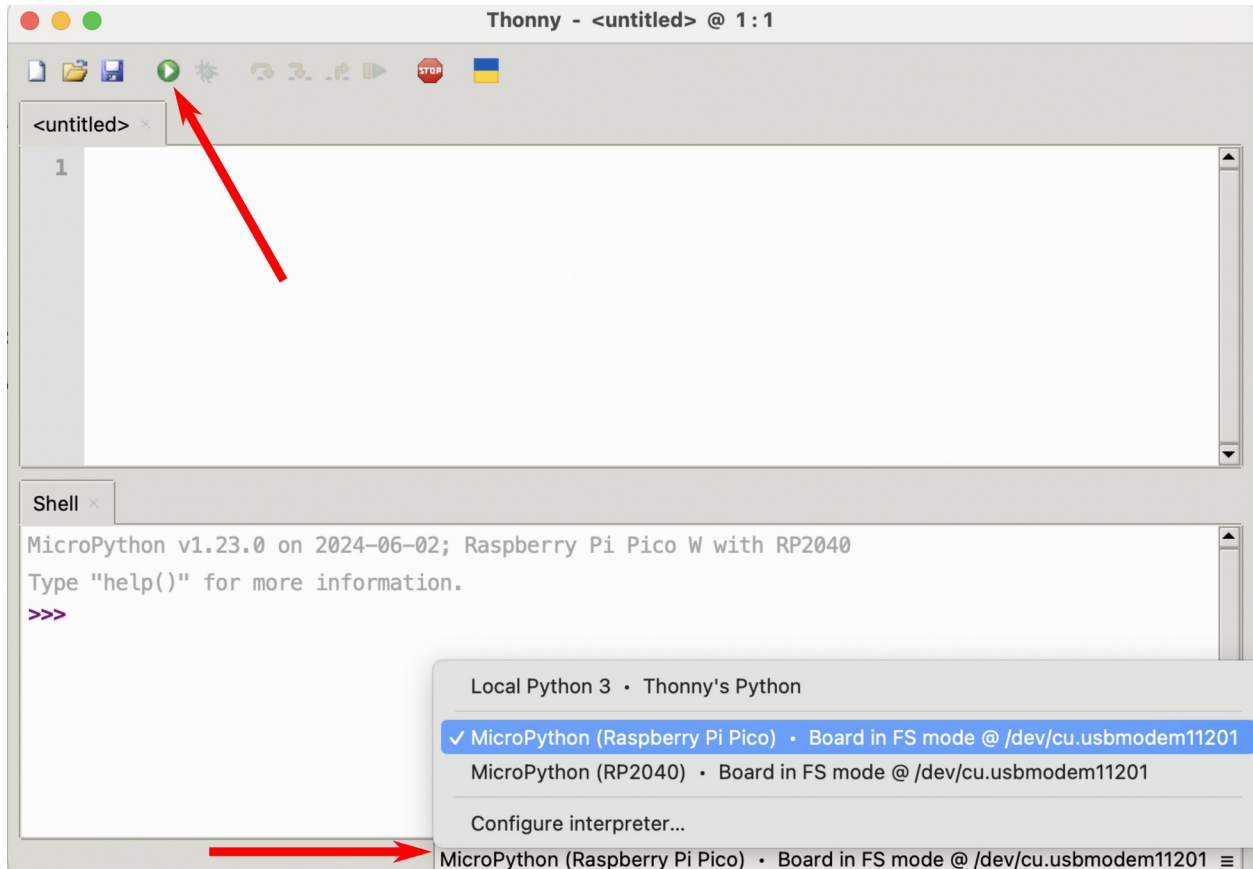 Thonny - <untitled> @ 1:1
STOP
<untitled> ×
1
Shell ×
MicroPython v1.23.0 on 2024-06-02; Raspberry Pi Pico W with RP2040
Type "help()" for more information.
>>>
Local Python 3 • Thonny's Python
✓ MicroPython (Raspberry Pi Pico) • Board in FS mode @ /dev/cu.usbmodem11201
MicroPython (RP2040) • Board in FS mode @ /dev/cu.usbmodem11201
Configure interpreter...
MicroPython (Raspberry Pi Pico) • Board in FS mode @ /dev/cu.usbmodem11201 ≡